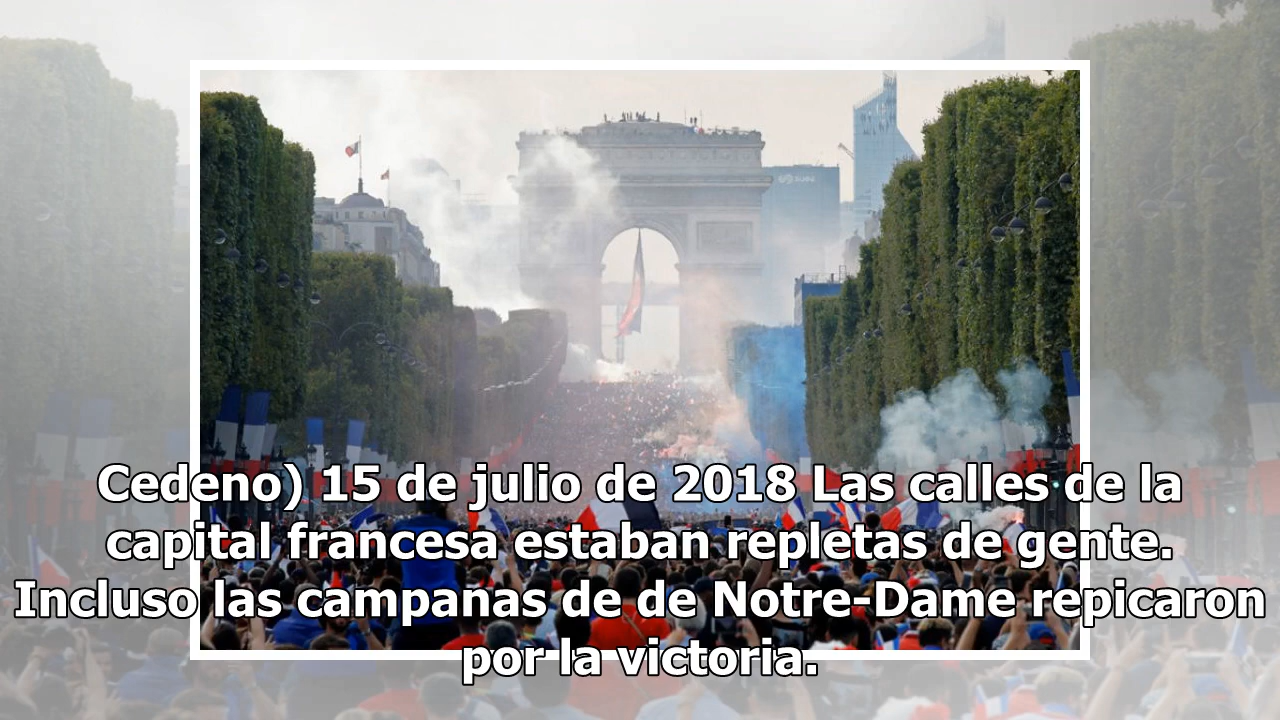 Cedeno) 15 de julio de 2018 Las calles de la
capital francesa estaban repletas de gente.
Incluso las campanas de de Notre-Dame repicaron
por la victoria.